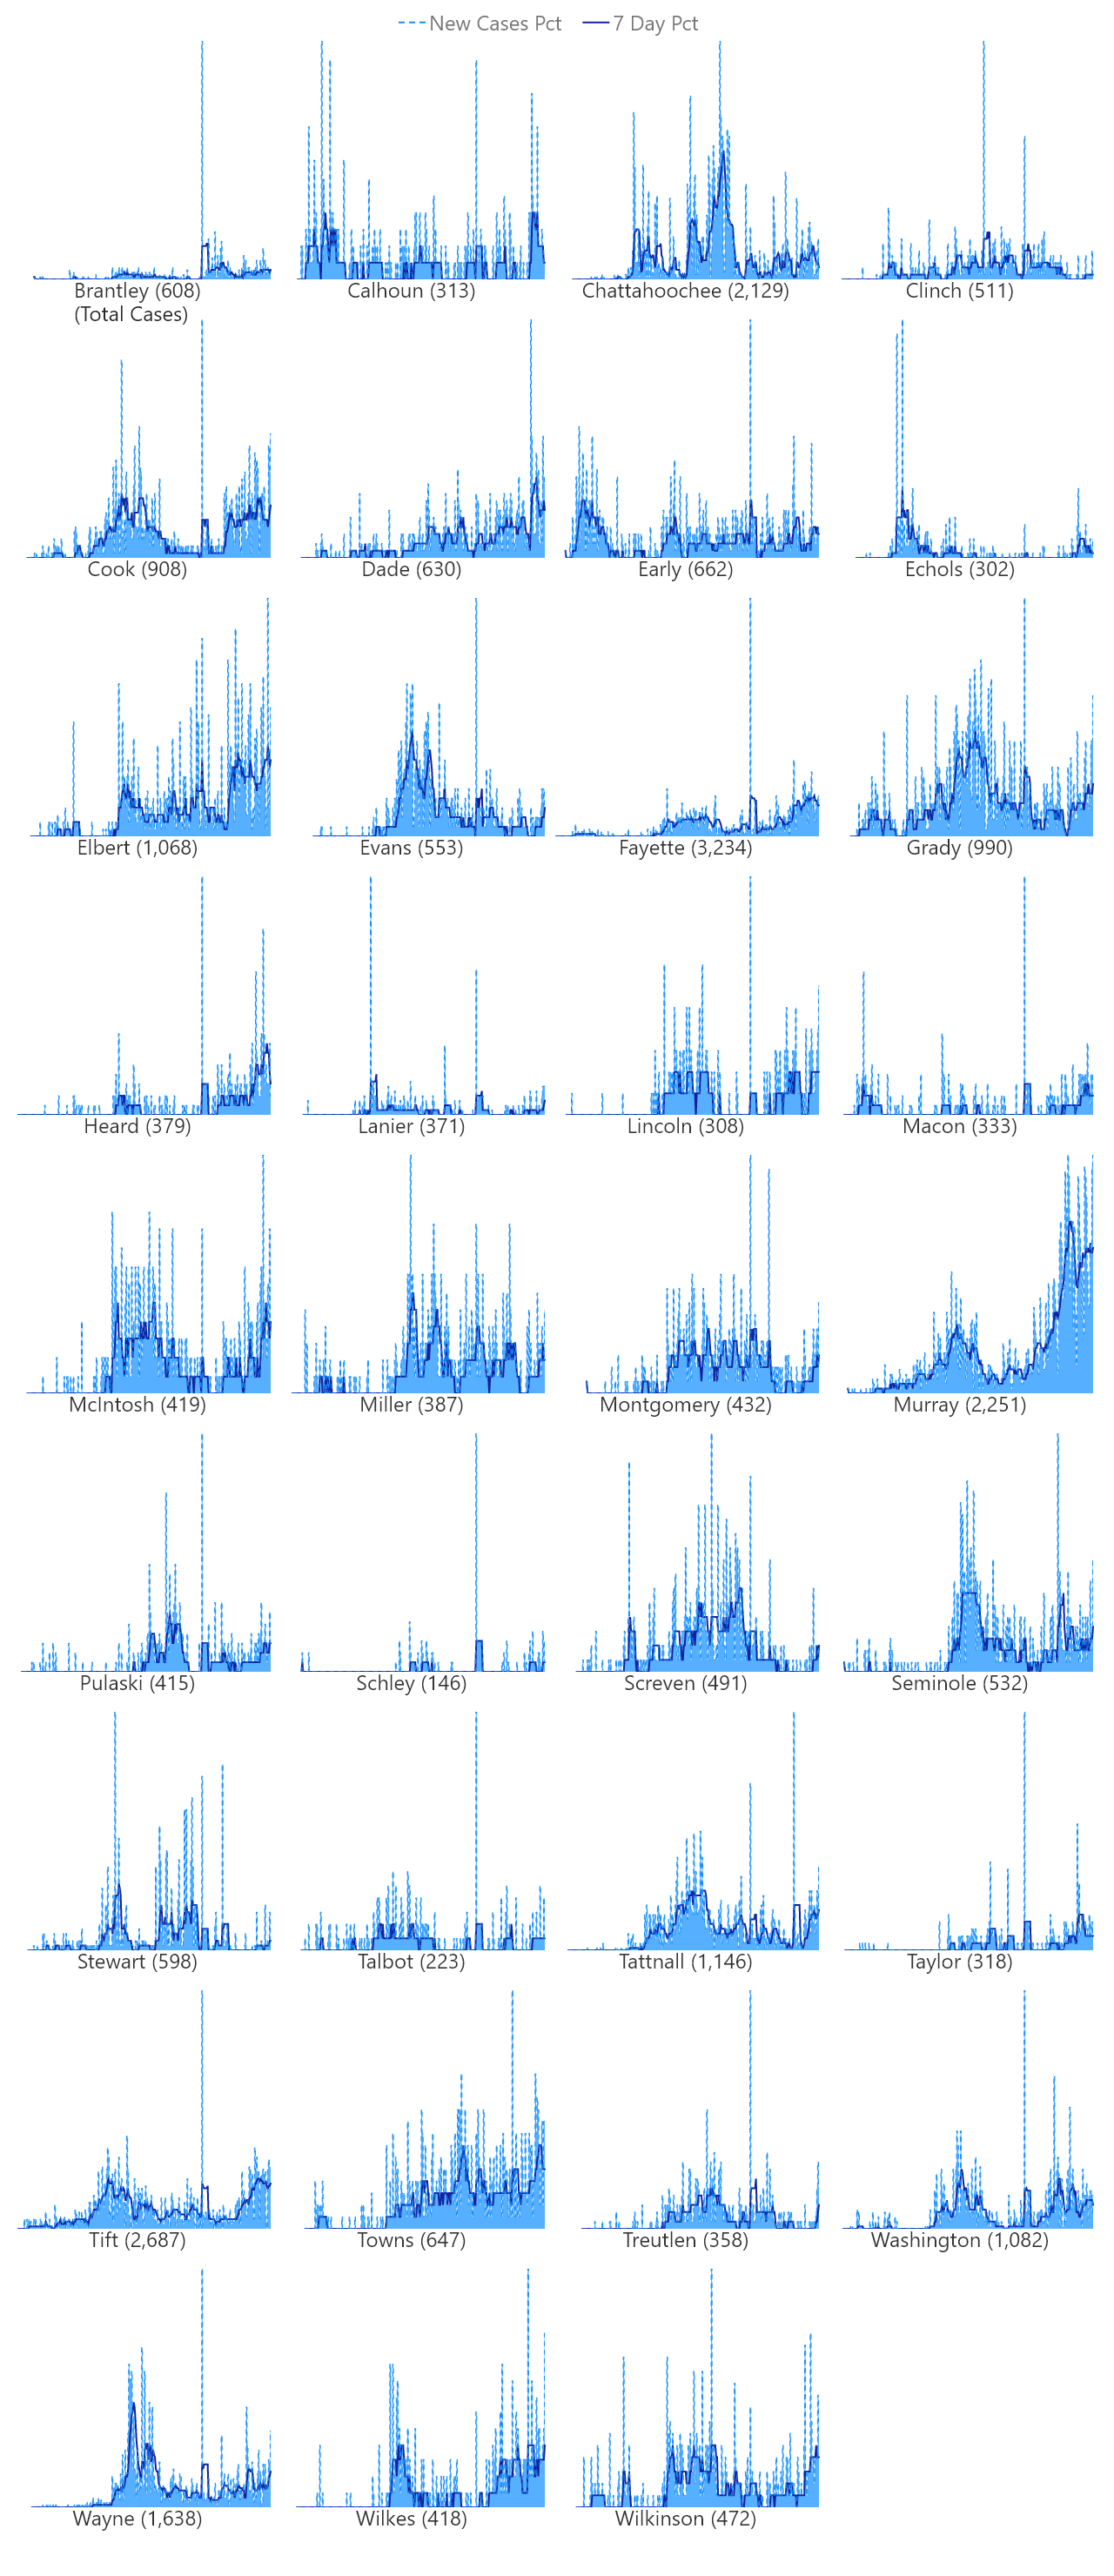 New Cases Pct 7 Day Pct
Brantley (608) Calhoun (313) Chattahoochee (2,129) Clinch (511)
(Total Cases)
Cook (908) Dade (630) Early (662) Echols (302)
Elbert (1,068) Evans (553) Fayette (3,234) Grady (990)
Heard (379) Lanier (371) Lincoln (308) Macon (333)
McIntosh (419) Miller (387) Montgomery (432) Murray (2,251)
Pulaski (415) Schley (146) Screven (491) Seminole (532)
Stewart (598) Talbot (223) Tattnall (1,146) Taylor (318)
Tift (2,687) Towns (647) Treutlen (358) Washington (1,082)
Wayne (1,638) Wilkes (418) Wilkinson (472)